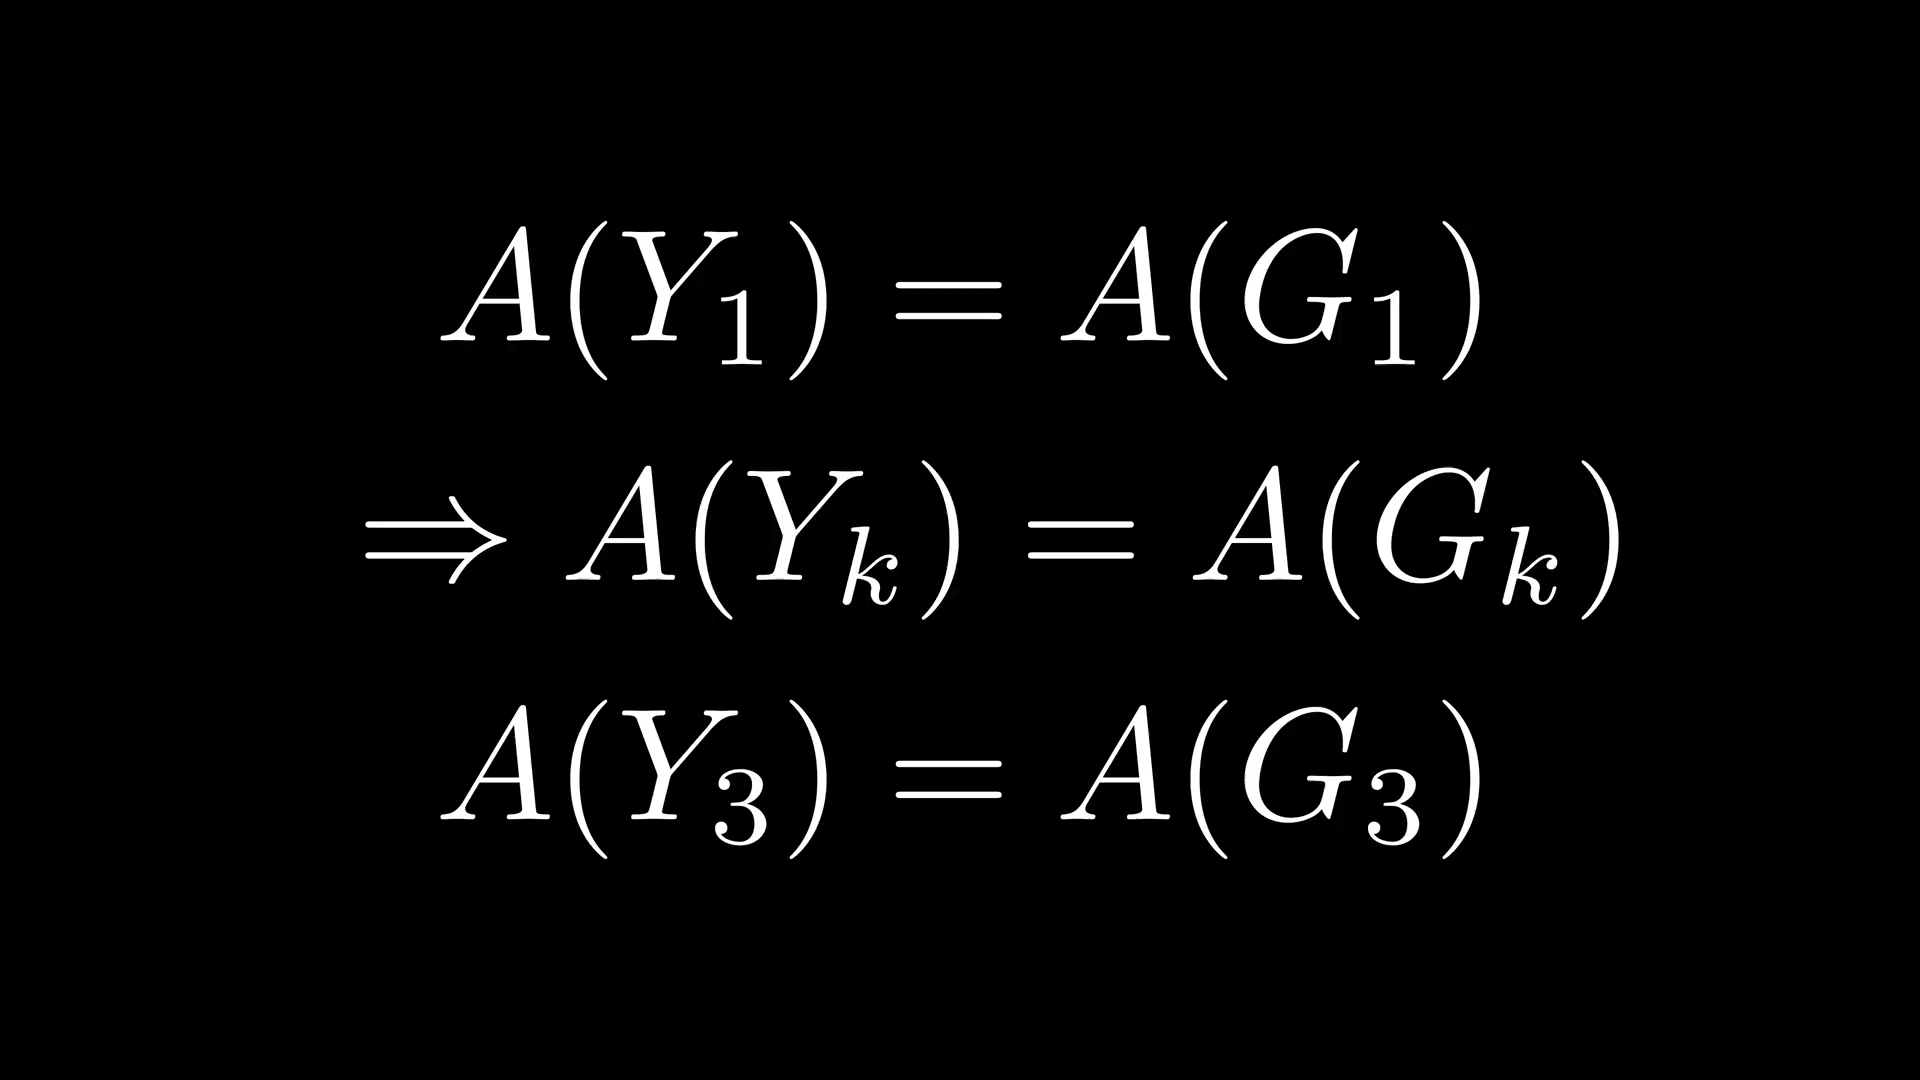 A(Y₁) = A(G₁)
⇒ A(Yₖ) = A(Gₖ)
A(Y₃) = A(G₃)